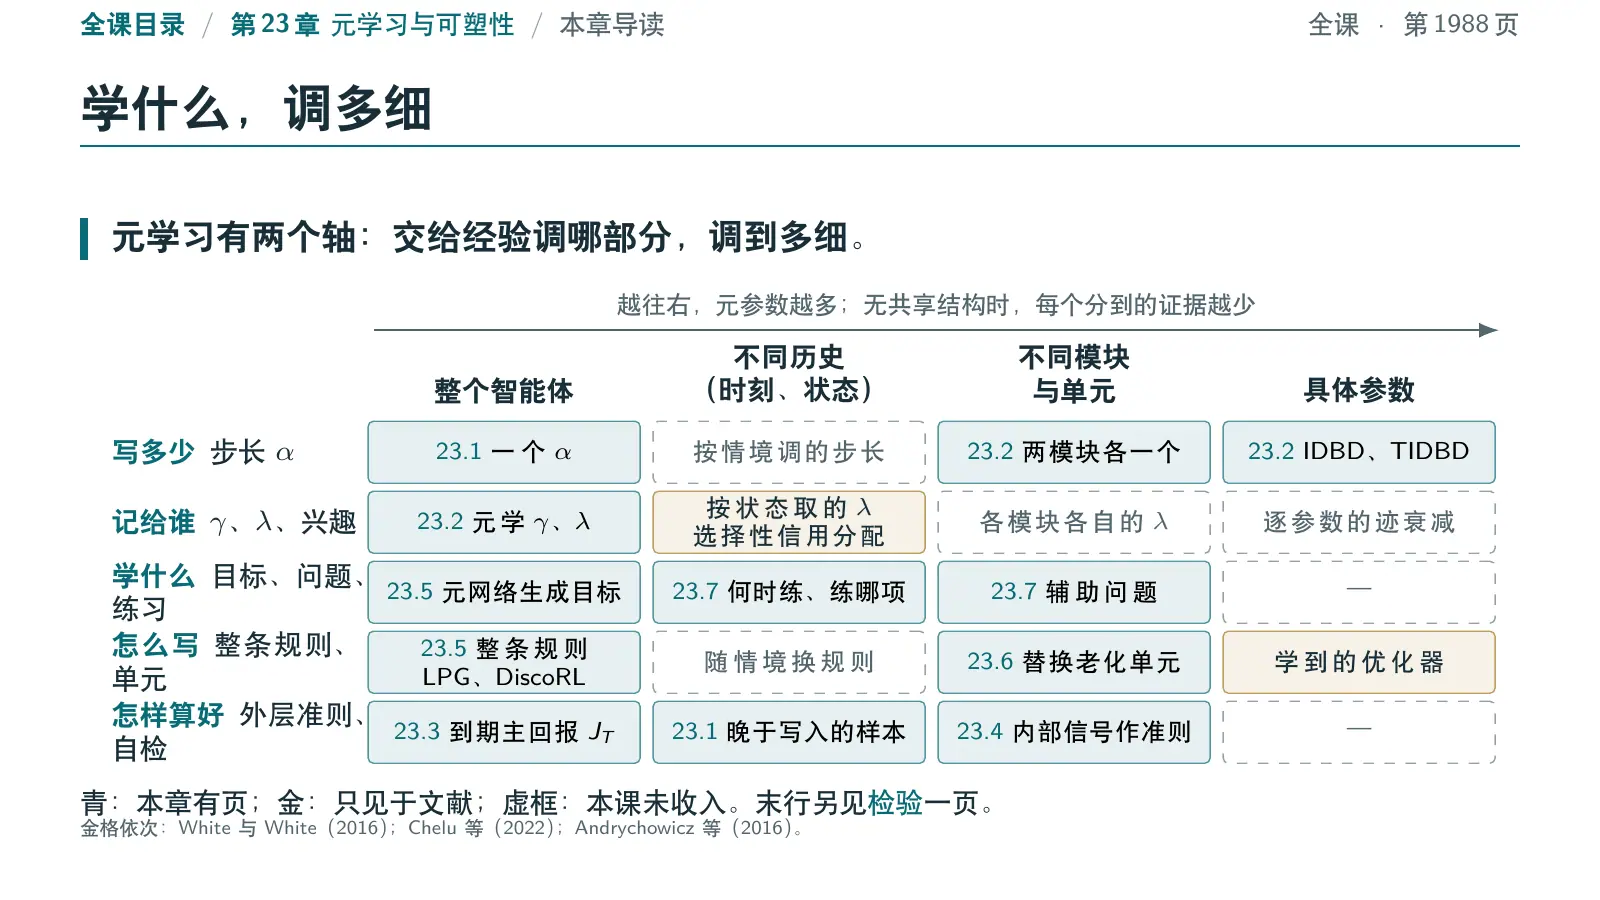 全课目录 / 第 23 章 元学习与可塑性 / 本章导读
全课 · 第 1988 页
学什么，调多细
元学习有两个轴：交给经验调哪部分，调到多细。
越往右，元参数越多；无共享结构时，每个分到的证据越少
整个智能体
不同历史
（时刻、状态）
不同模块
与单元
具体参数
写多少 步长 α
23.1 一个 α
按情境调的步长
23.2 两模块各一个
23.2 IDBD、TIDBD
记给谁 γ、λ、兴趣
23.2 元学 γ、λ
按状态取的 λ
选择性信用分配
各模块各自的 λ
逐参数的迹衰减
学什么 目标、问题、
练习
23.5 元网络生成目标
23.7 何时练、练哪项
23.7 辅助问题
—
怎么写 整条规则、
单元
23.5 整条规则
LPG、DiscoRL
随情境换规则
23.6 替换老化单元
学到的优化器
怎样算好 外层准则、
自检
23.3 到期主回报 J_T
23.1 晚于写入的样本
23.4 内部信号作准则
—
青：本章有页；金：只见于文献；虚框：本课未收入。末行另见检验一页。
金格依次：White 与 White（2016）；Chelu 等（2022）；Andrychowicz 等（2016）。